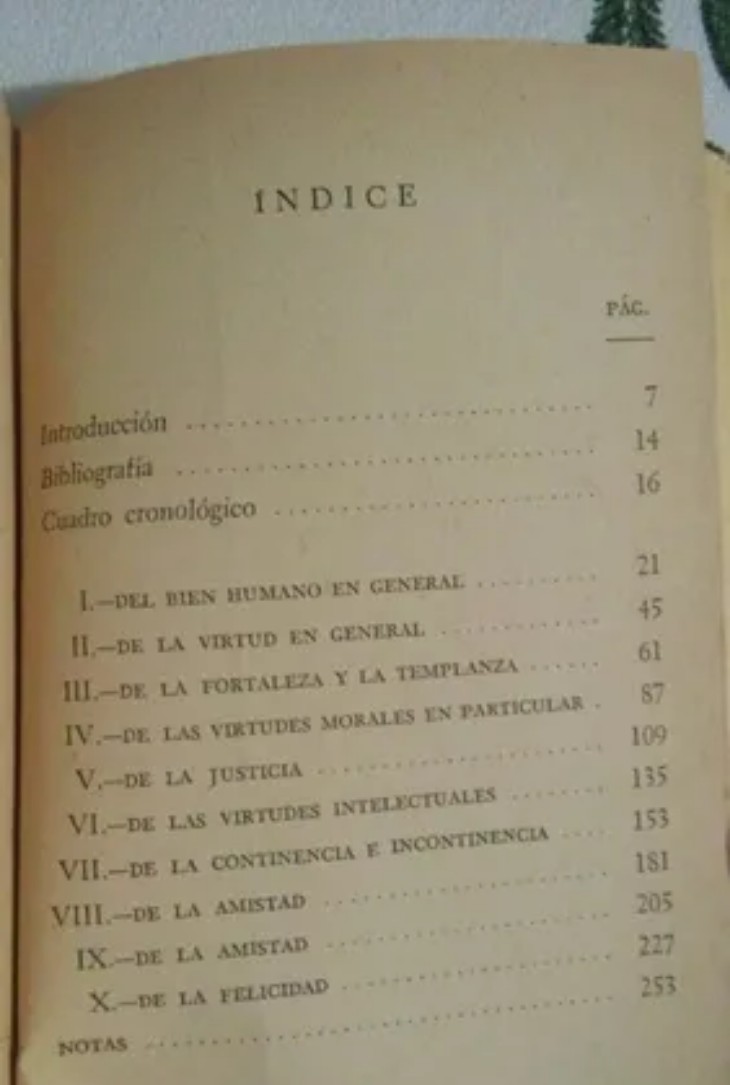 ÍNDICE
PÁG.
Introducción 7
Bibliografía 14
Cuadro cronológico 16
I.—DEL BIEN HUMANO EN GENERAL 21
II.—DE LA VIRTUD EN GENERAL 45
III.—DE LA FORTALEZA Y LA TEMPLANZA 61
IV.—DE LAS VIRTUDES MORALES EN PARTICULAR 87
V.—DE LA JUSTICIA 109
VI.—DE LAS VIRTUDES INTELECTUALES 135
VII.—DE LA CONTINENCIA E INCONTINENCIA 153
VIII.—DE LA AMISTAD 181
IX.—DE LA AMISTAD 205
X.—DE LA FELICIDAD 227
NOTAS 253